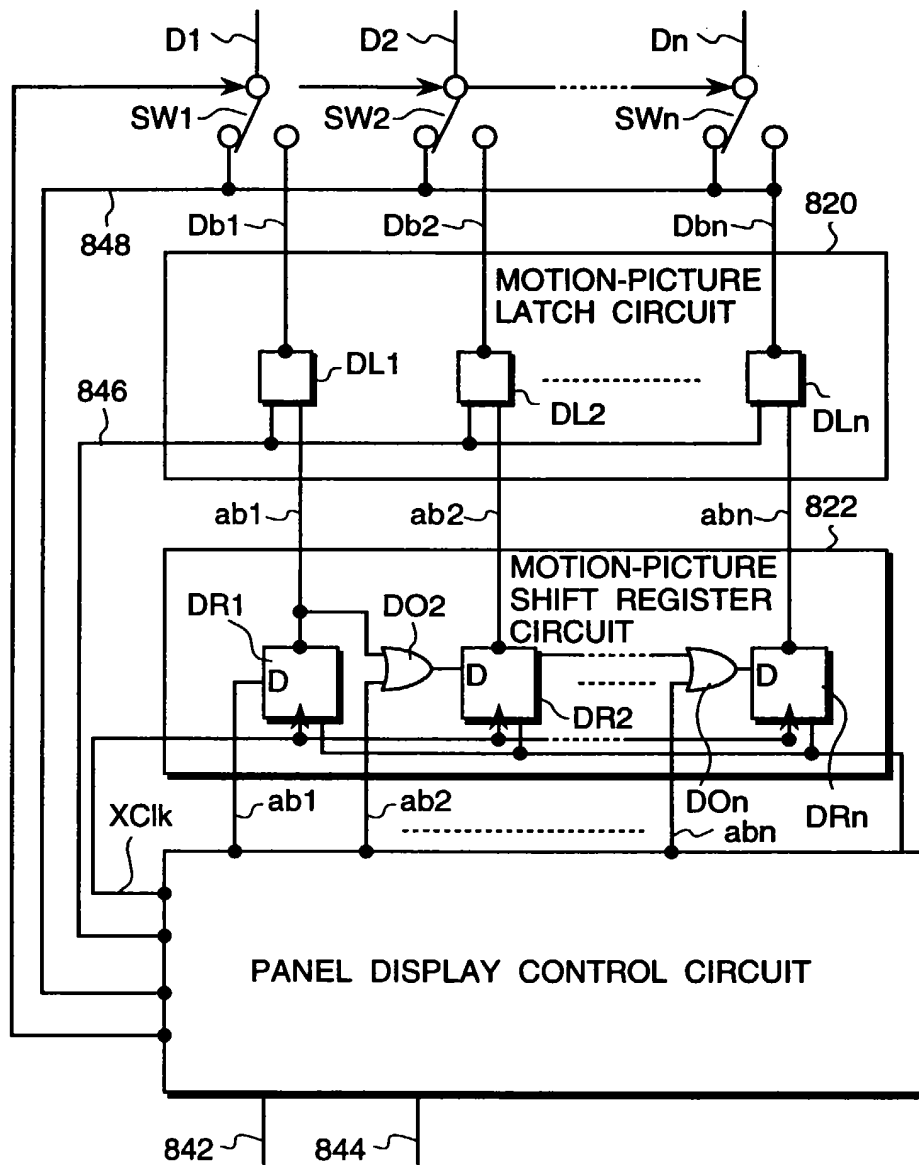 D1 D2 Dn
SW1 SW2 SWn
848 Db1 Db2 Dbn 820
MOTION-PICTURE
LATCH CIRCUIT
846 DL1 DL2 DLn
ab1 ab2 abn 822
MOTION-PICTURE
SHIFT REGISTER
CIRCUIT
DR1 DO2
D D D
DR2
XClk ab1 ab2 DOn DRn
abn
PANEL DISPLAY CONTROL CIRCUIT
842 844